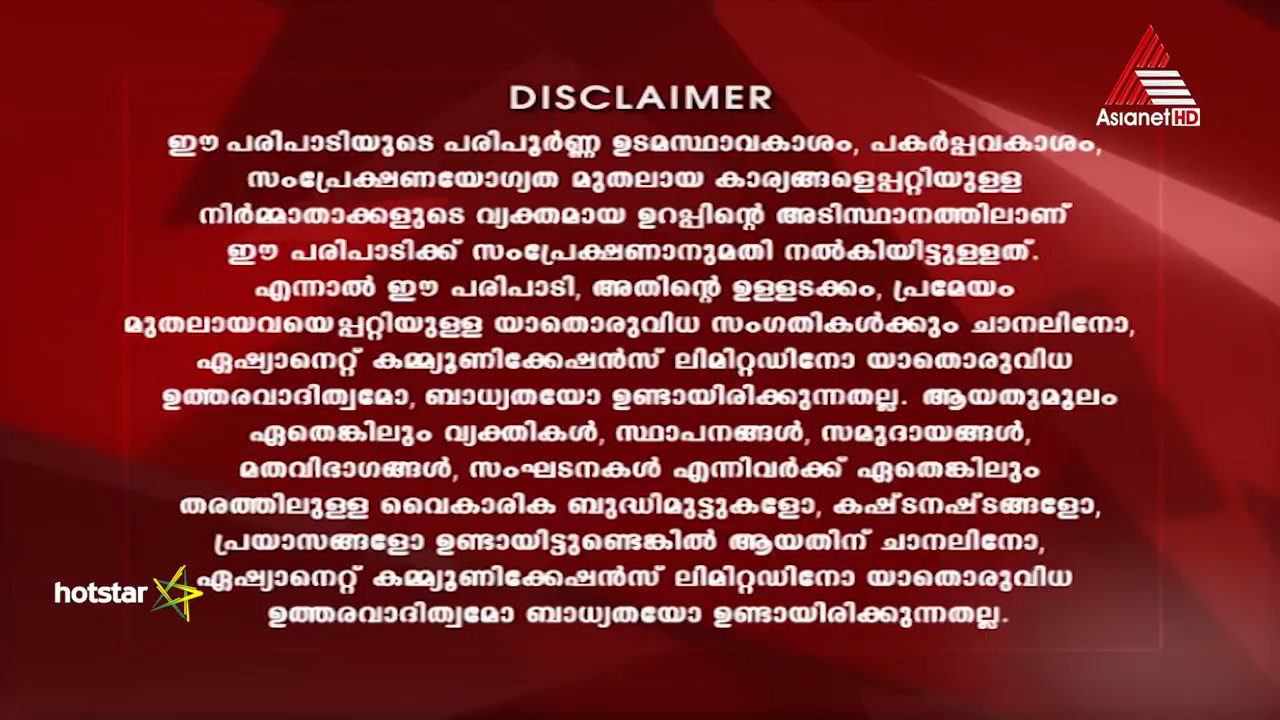 DISCLAIMER
Asianet HD
ഈ പരിപാടിയുടെ പരിപൂർണ്ണ ഉടമസ്ഥാവകാശം, പകർപ്പവകാശം,
സംപ്രേക്ഷണയോഗ്യത മുതലായ കാര്യങ്ങളെപ്പറ്റിയുള്ള
നിർമ്മാതാക്കളുടെ വ്യക്തമായ ഉറപ്പിന്റെ അടിസ്ഥാനത്തിലാണ്
ഈ പരിപാടിക്ക് സംപ്രേക്ഷണാനുമതി നൽകിയിട്ടുള്ളത്.
എന്നാൽ ഈ പരിപാടി, അതിന്റെ ഉള്ളടക്കം, പ്രമേയം
മുതലായവയെപ്പറ്റിയുള്ള യാതൊരുവിധ സംഗതികൾക്കും ചാനലിനോ,
ഏഷ്യാനെറ്റ് കമ്മ്യൂണിക്കേഷൻസ് ലിമിറ്റഡിനോ യാതൊരുവിധ
ഉത്തരവാദിത്വമോ, ബാധ്യതയോ ഉണ്ടായിരിക്കുന്നതല്ല. ആയതുമൂലം
ഏതെങ്കിലും വ്യക്തികൾ, സ്ഥാപനങ്ങൾ, സമുദായങ്ങൾ,
മതവിഭാഗങ്ങൾ, സംഘടനകൾ എന്നിവർക്ക് ഏതെങ്കിലും
തരത്തിലുള്ള വൈകാരിക ബുദ്ധിമുട്ടുകളോ, കഷ്ടനഷ്ടങ്ങളോ,
പ്രയാസങ്ങളോ ഉണ്ടായിട്ടുണ്ടെങ്കിൽ ആയതിന് ചാനലിനോ,
hotstar
ഏഷ്യാനെറ്റ് കമ്മ്യൂണിക്കേഷൻസ് ലിമിറ്റഡിനോ യാതൊരുവിധ
ഉത്തരവാദിത്വമോ ബാധ്യതയോ ഉണ്ടായിരിക്കുന്നതല്ല.